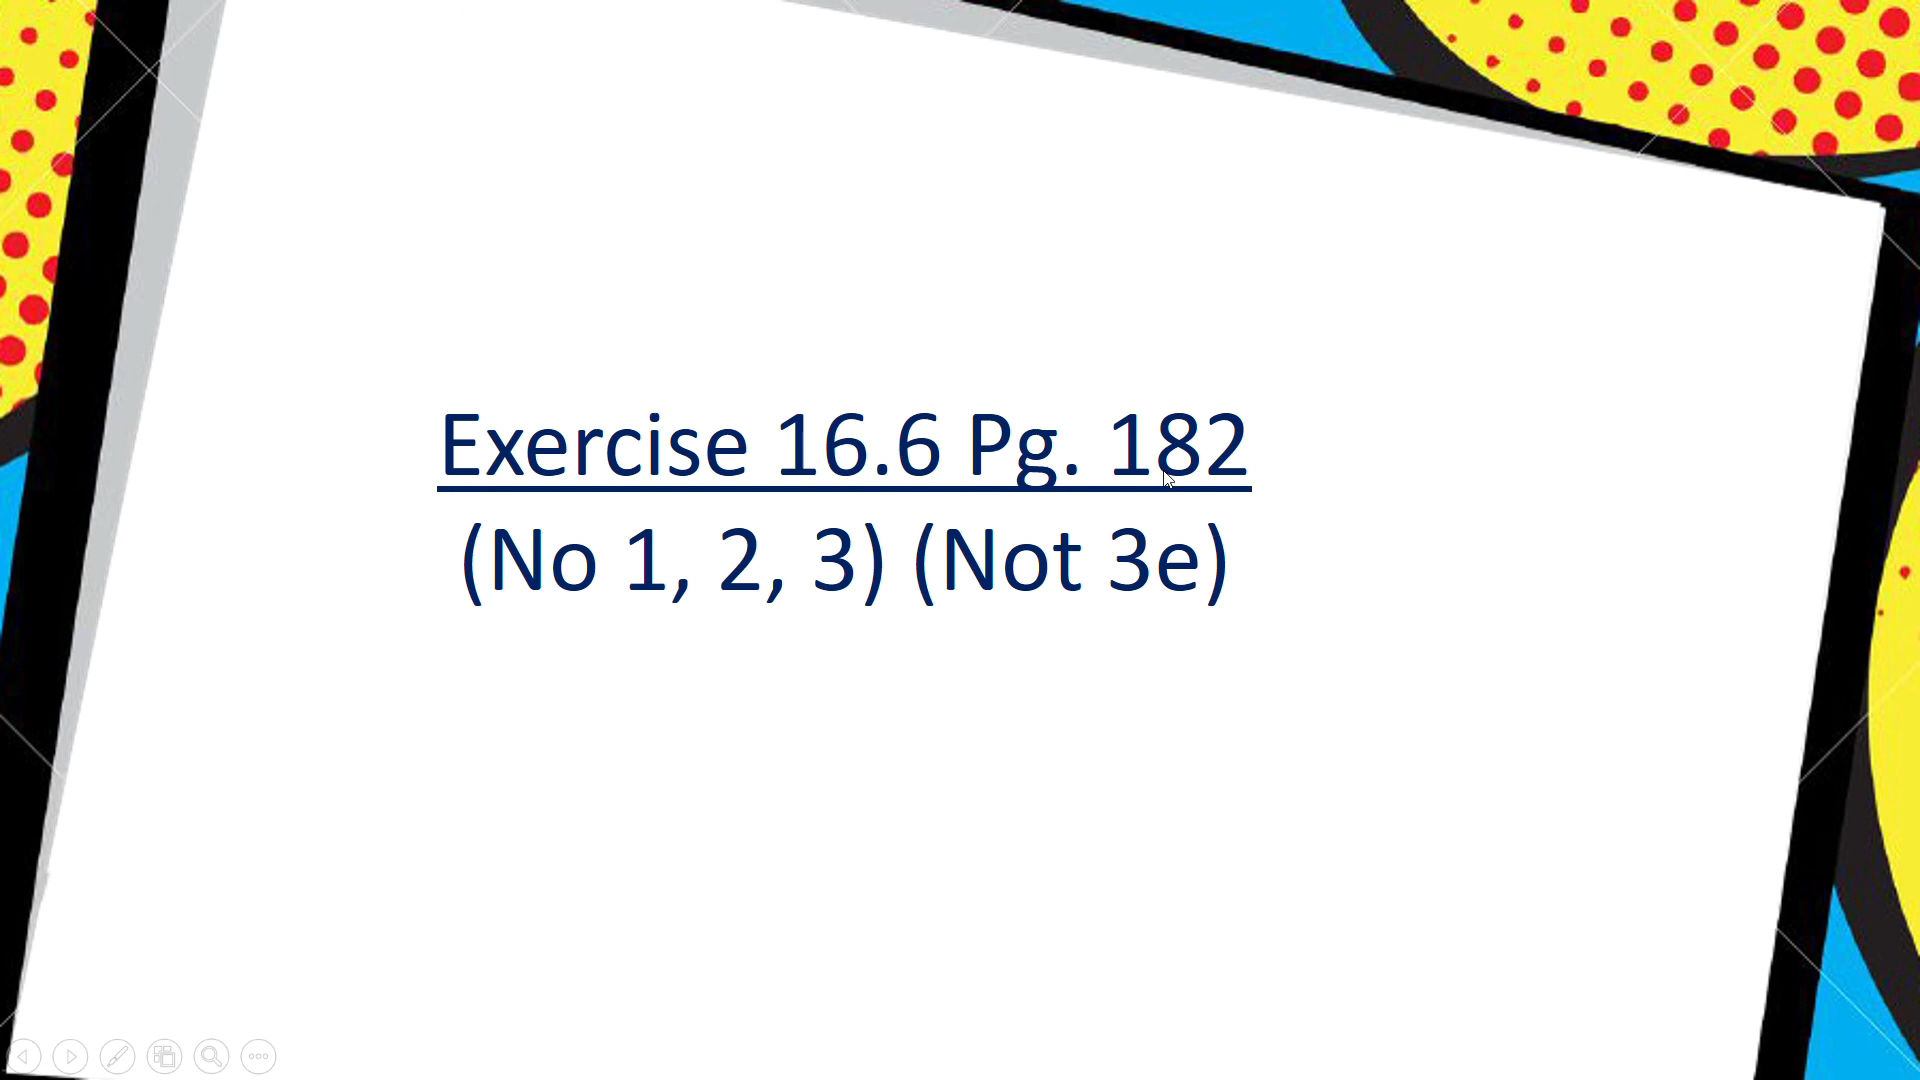 Exercise 16.6 Pg. 182
(No 1, 2, 3) (Not 3e)